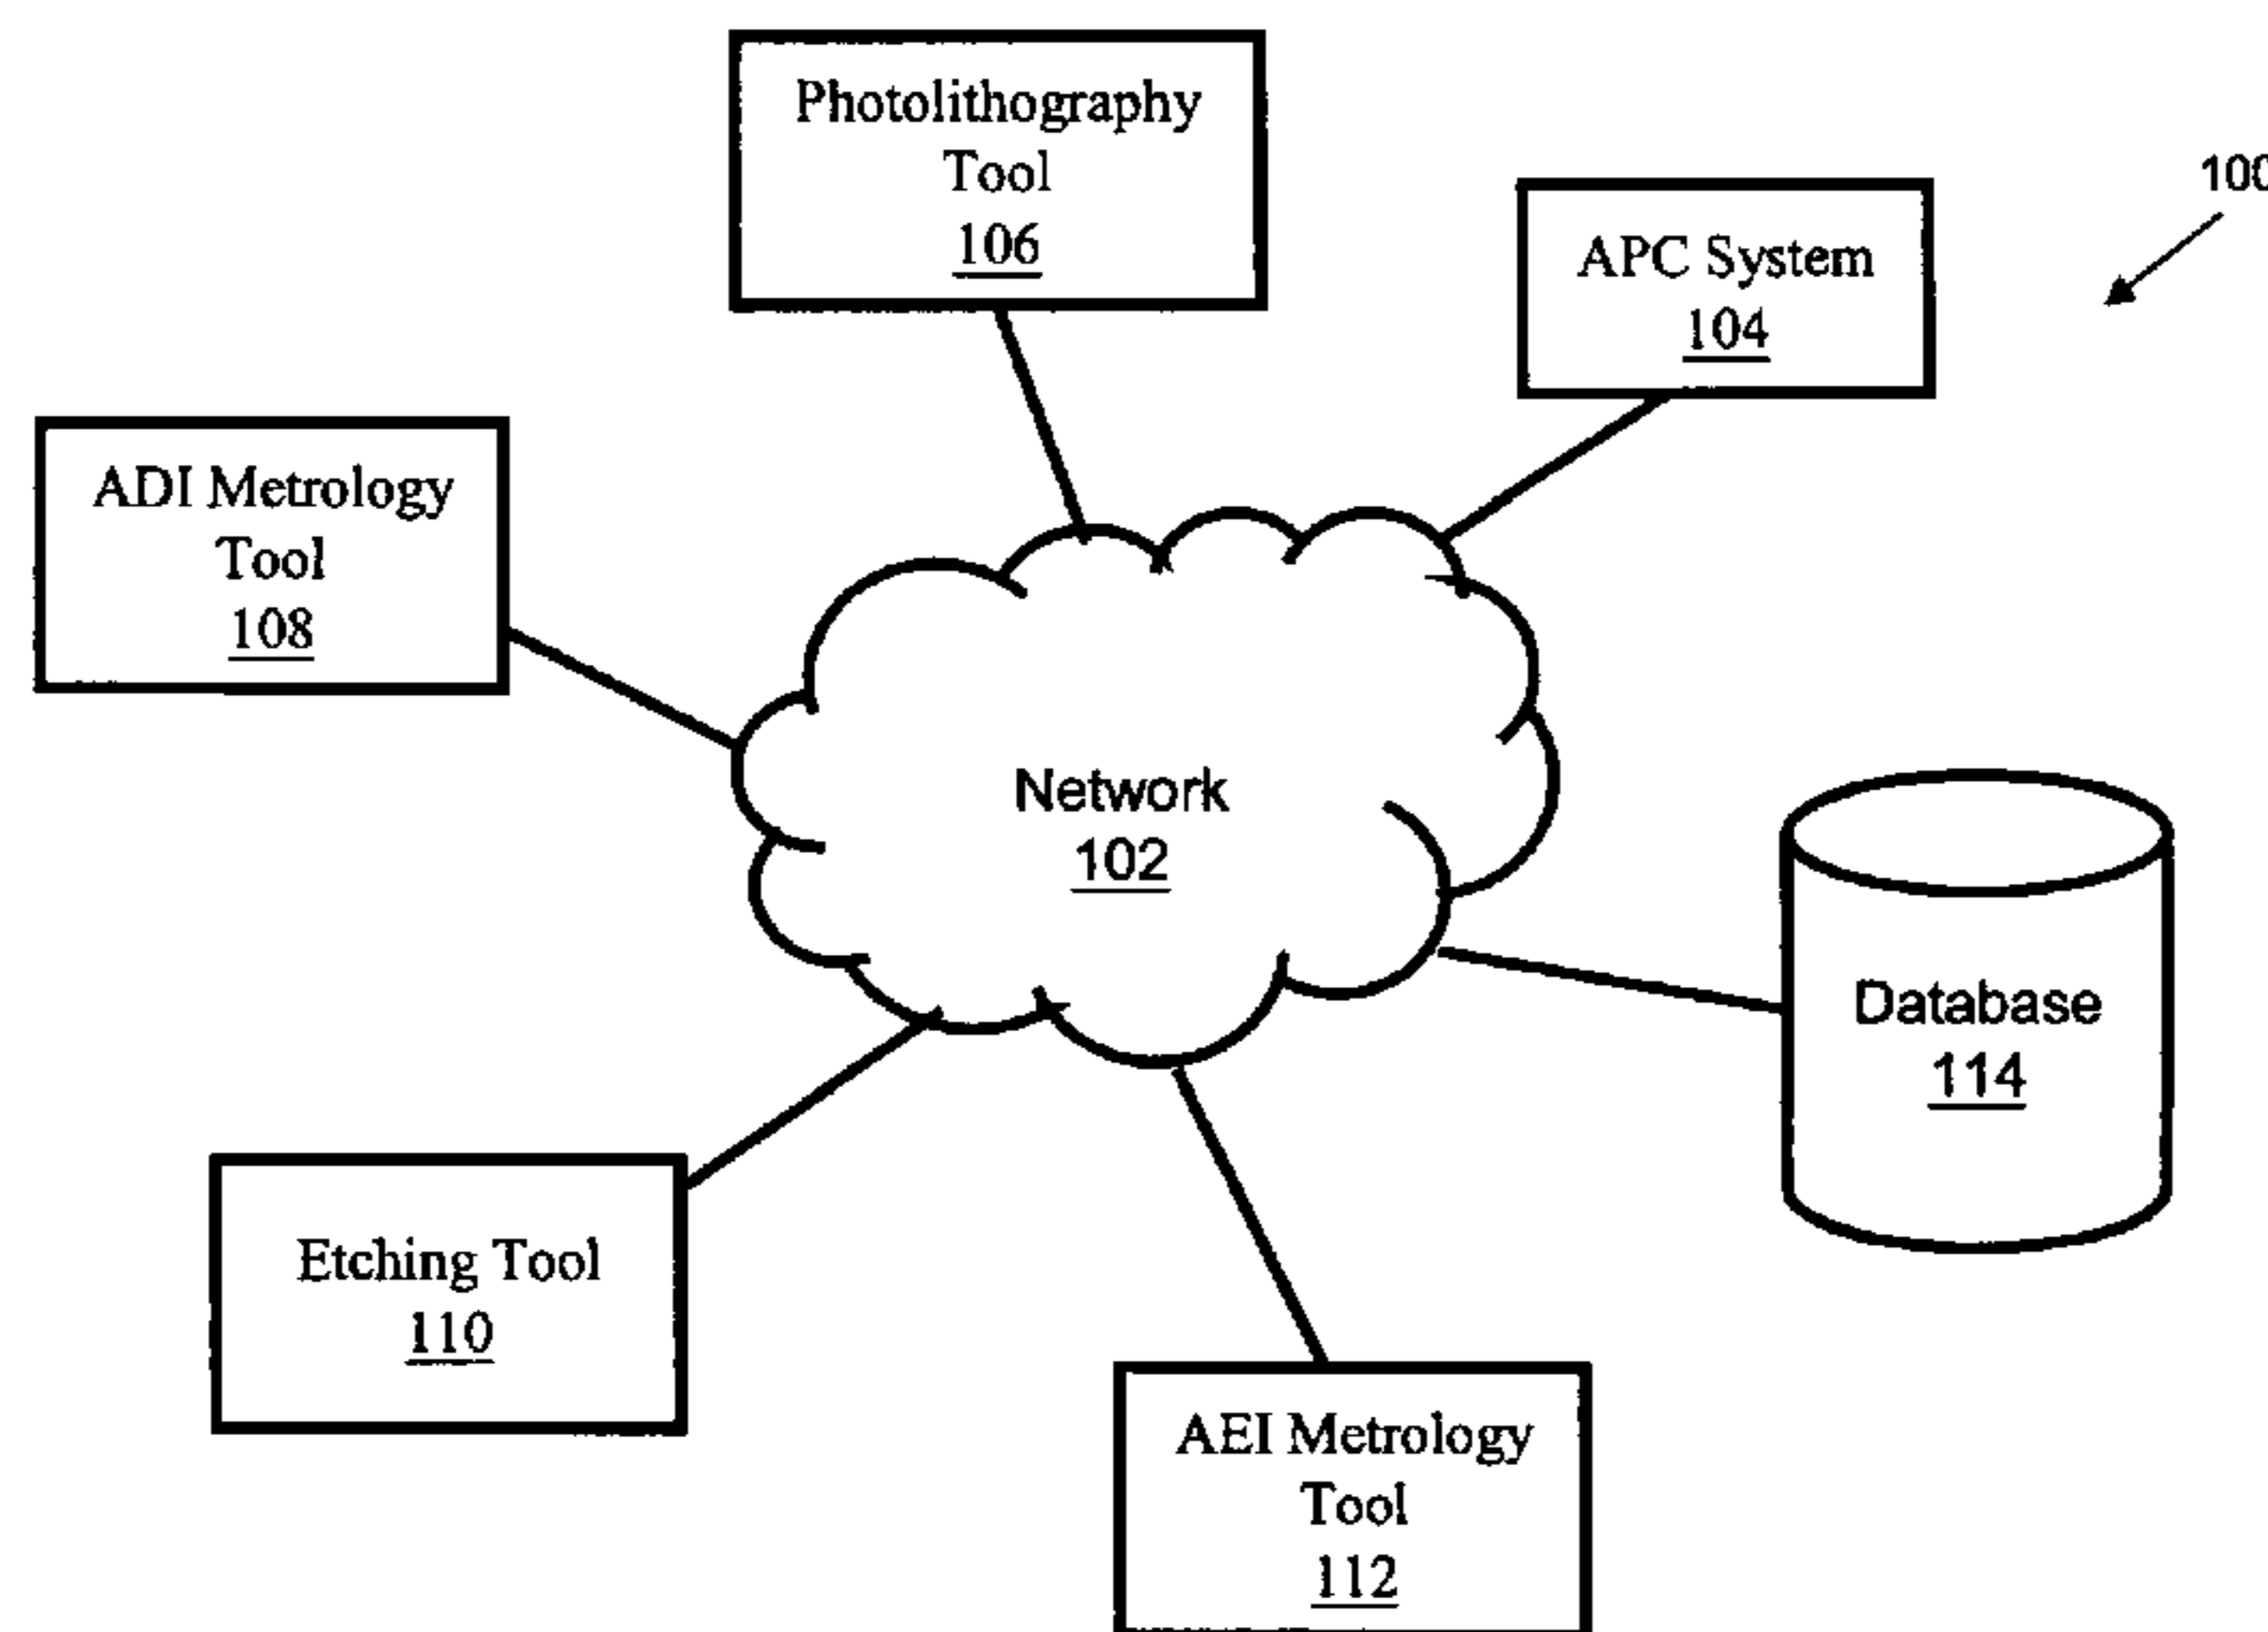 Photolithography
Tool
106
APC System
104
100
ADI Metrology
Tool
108
Network
102
Database
114
Etching Tool
110
AEI Metrology
Tool
112